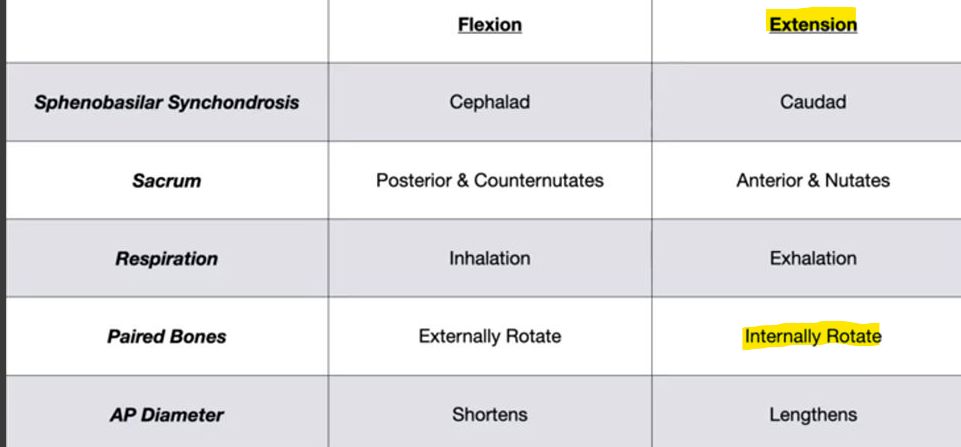 Flexion Extension
Sphenobasilar Synchondrosis Cephalad Caudad
Sacrum Posterior & Counternutates Anterior & Nutates
Respiration Inhalation Exhalation
Paired Bones Externally Rotate Internally Rotate
AP Diameter Shortens Lengthens